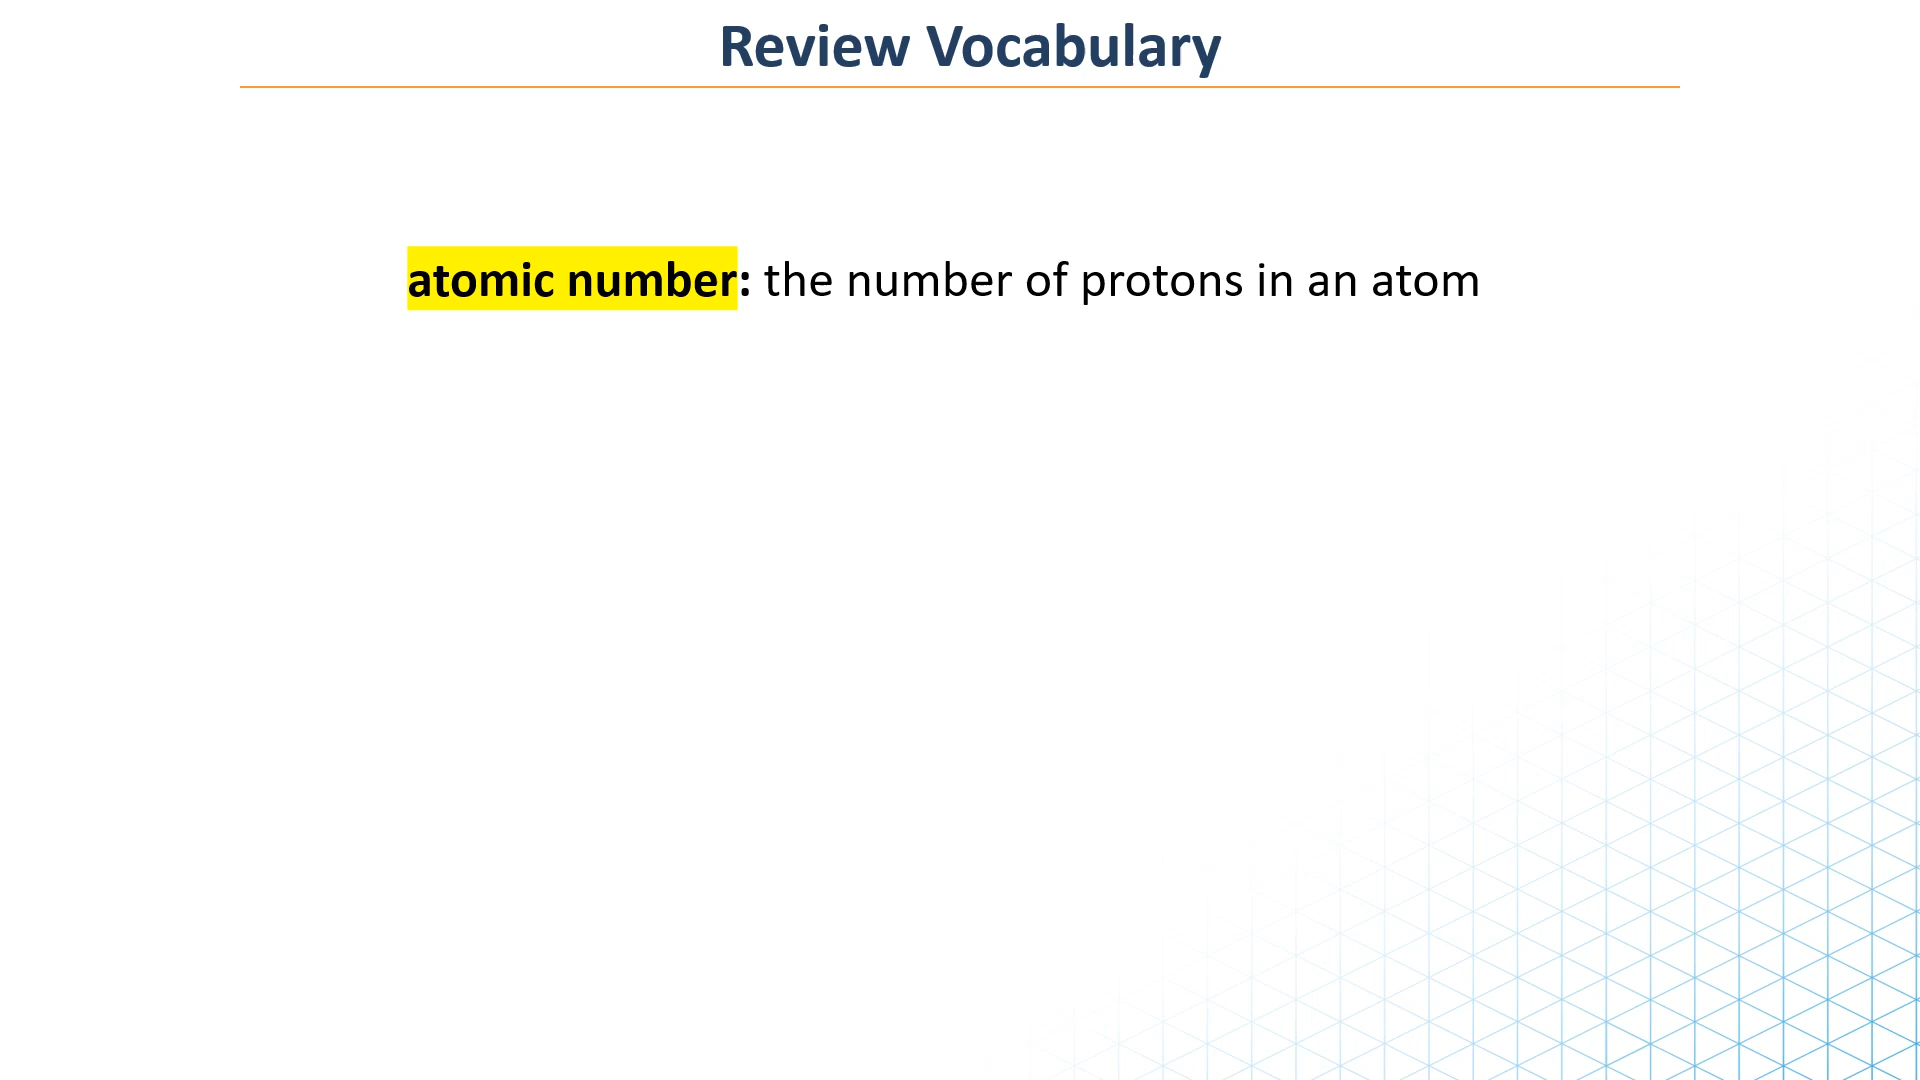 Review Vocabulary
atomic number: the number of protons in an atom